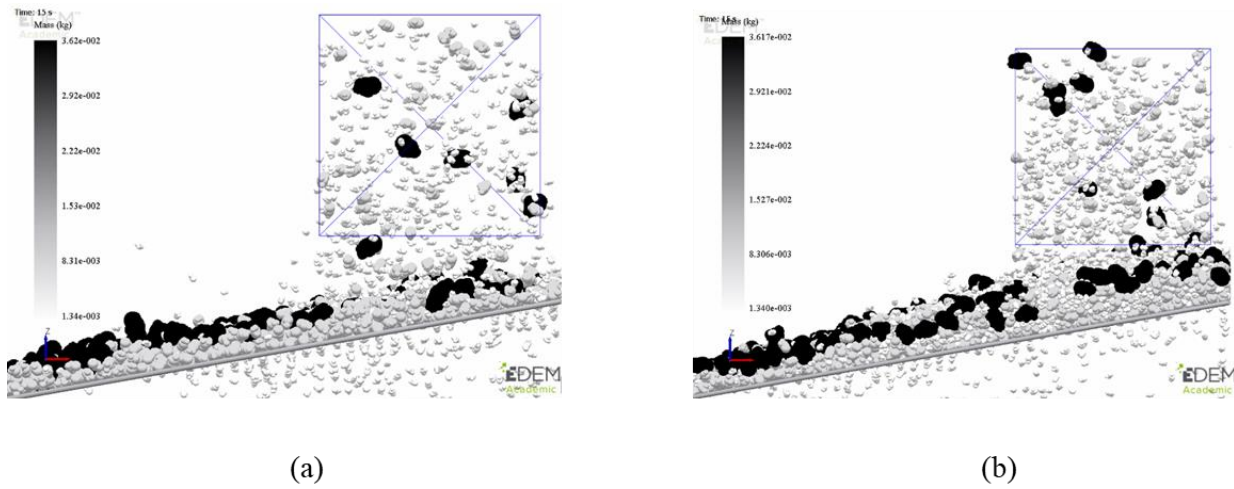 Time: 15 s
Mass (kg)
3.62e-002
2.92e-002
2.22e-002
1.53e-002
8.31e-003
1.34e-003
Z
EDEM
Academic
(a)
Mass (kg)
3.617e-002
2.921e-002
2.224e-002
1.527e-002
8.306e-003
1.340e-003
Z
EDEM
Academic
(b)